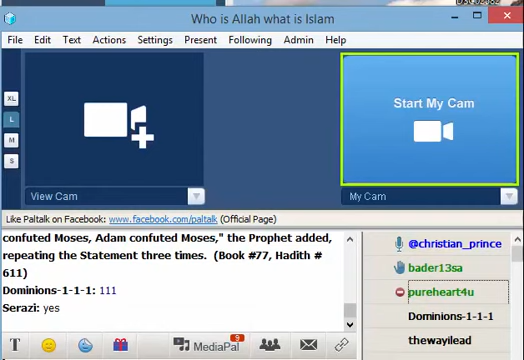 Who is Allah what is Islam
File Edit Text Actions Settings Present Following Admin Help
XL
L
M
S
Start My Cam
View Cam
My Cam
Like Paltalk on Facebook: www.facebook.com/paltalk (Official Page)
confuted Moses, Adam confuted Moses," the Prophet added,
repeating the Statement three times. (Book #77, Hadith #
611)
Dominions-1-1-1: 111
Serazi: yes
@christian_prince
bader13sa
pureheart4u
Dominions-1-1-1
thewayilead
T
MediaPal
9